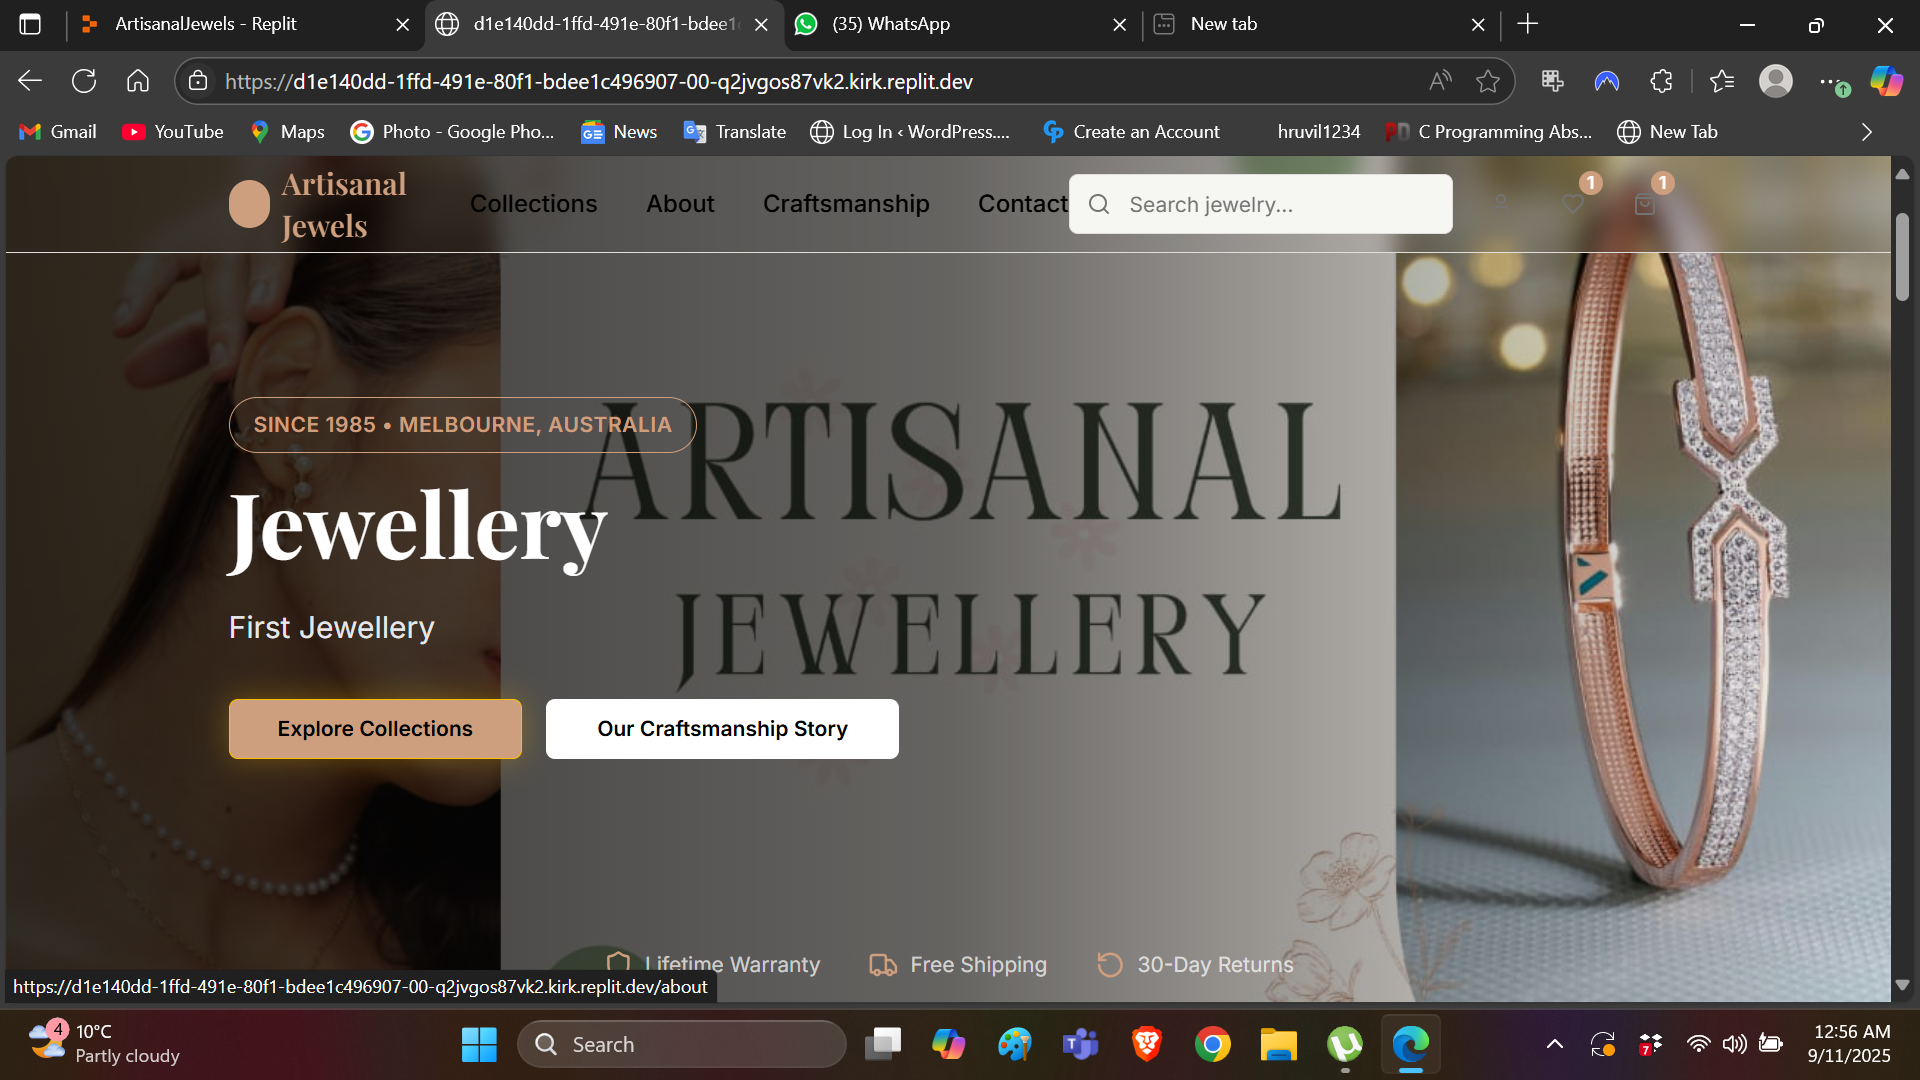 ArtisanalJewels - Replit
d1e140dd-1ffd-491e-80f1-bdee1c
(35) WhatsApp
New tab
https://d1e140dd-1ffd-491e-80f1-bdee1c496907-00-q2jvgos87vk2.kirk.replit.dev
Gmail
YouTube
Maps
Photo - Google Pho...
News
Translate
Log In ‹ WordPress....
Create an Account
hruvil1234
C Programming Abs...
New Tab
Artisanal
Jewels
Collections
About
Craftsmanship
Contact
Search jewelry...
1
1
SINCE 1985 • MELBOURNE, AUSTRALIA
ARTISANAL
Jewellery
JEWELLERY
First Jewellery
Explore Collections
Our Craftsmanship Story
Lifetime Warranty
Free Shipping
30-Day Returns
https://d1e140dd-1ffd-491e-80f1-bdee1c496907-00-q2jvgos87vk2.kirk.replit.dev/about
4
10°C
Partly cloudy
Search
7
12:56 AM
9/11/2025